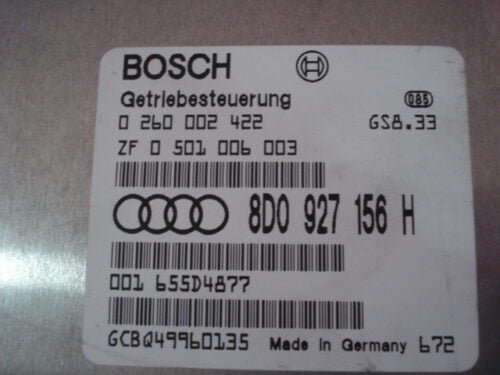 BOSCH
Getriebesteuerung 085
0 260 002 422 GS8.33
ZF 0 501 006 003
8D0 927 156 H
001 655D4877
GCBQ49960135 Made in Germany 672